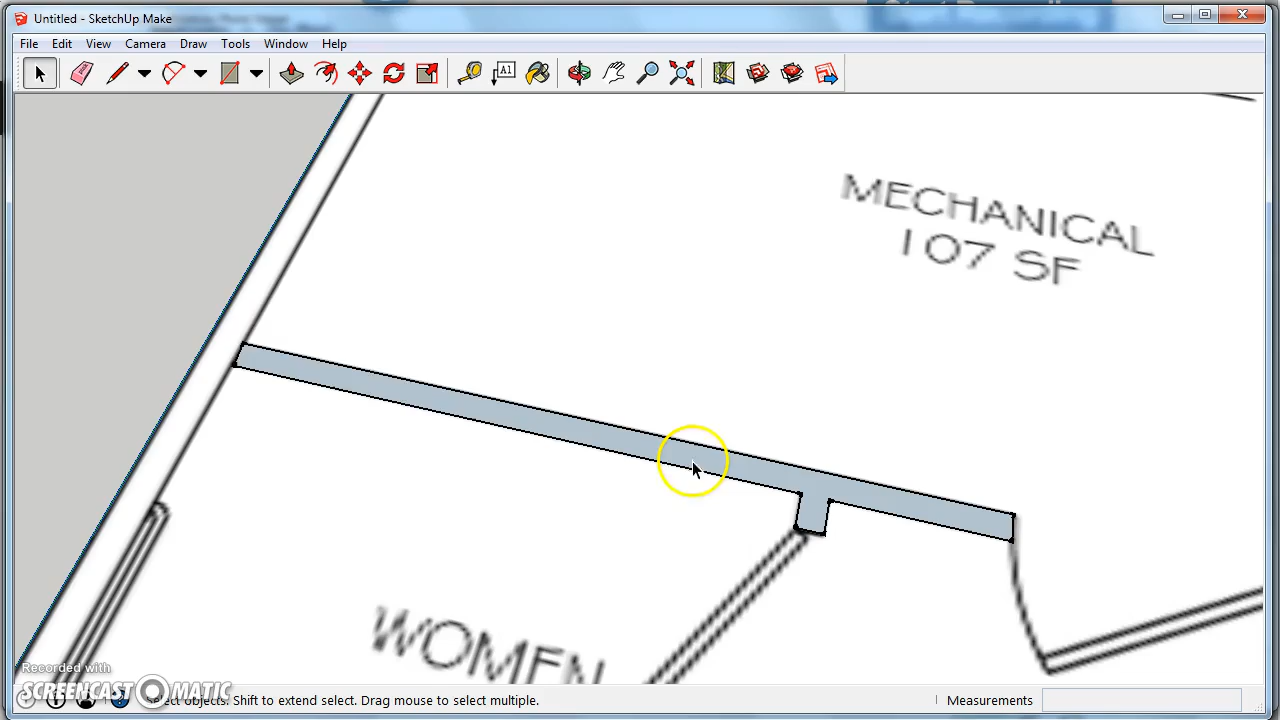 Untitled - SketchUp Make
File Edit View Camera Draw Tools Window Help
A1
MECHANICAL
107 SF
WOMEN
Recorded with
SCREENCAST MATIC
ect objects. Shift to extend select. Drag mouse to select multiple.
Measurements